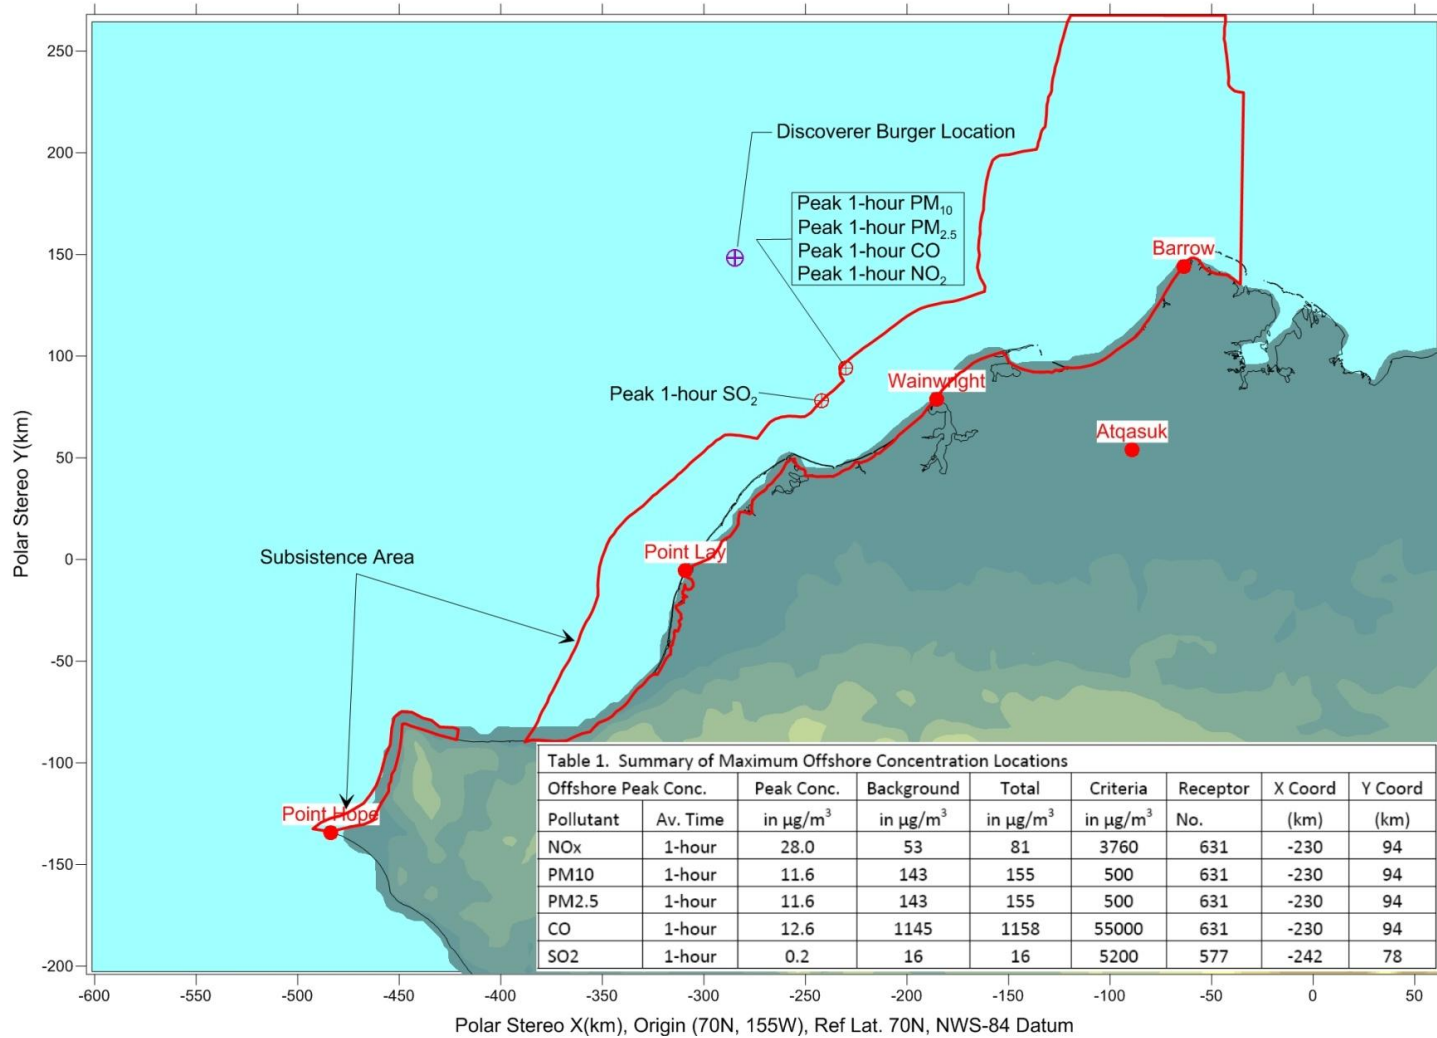 250
200
150
100
50
0
-50
-100
-150
-200
Polar Stereo Y(km)
Discoverer Burger Location
Peak 1-hour PM10
Peak 1-hour PM2.5
Peak 1-hour CO
Peak 1-hour NO2
Barrow
Peak 1-hour SO2
Wainwright
Atqasuk
Subsistence Area
Point Lay
Point Hope
Table 1. Summary of Maximum Offshore Concentration Locations
Offshore Peak Conc. Peak Conc. Background Total Criteria Receptor X Coord Y Coord
Pollutant Av. Time in µg/m³ in µg/m³ in µg/m³ in µg/m³ No. (km) (km)
NOx 1-hour 28.0 53 81 3760 631 -230 94
PM10 1-hour 11.6 143 155 500 631 -230 94
PM2.5 1-hour 11.6 143 155 500 631 -230 94
CO 1-hour 12.6 1145 1158 55000 631 -230 94
SO2 1-hour 0.2 16 16 5200 577 -242 78
-600 -550 -500 -450 -400 -350 -300 -250 -200 -150 -100 -50 0 50
Polar Stereo X(km), Origin (70N, 155W), Ref Lat. 70N, NWS-84 Datum